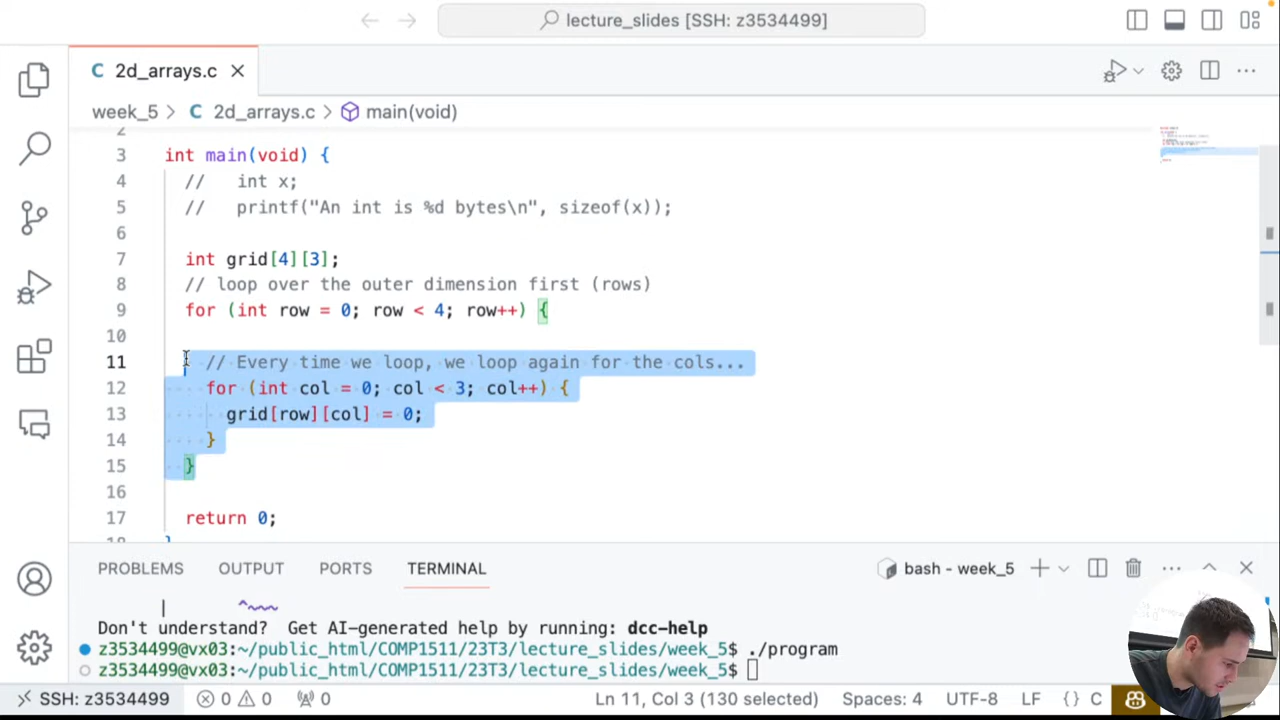 lecture_slides [SSH: z3534499]
C 2d_arrays.c
week_5 > C 2d_arrays.c > main(void)
2
3 int main(void) {
4 //   int x;
5 //   printf("An int is %d bytes\n", sizeof(x));
6
7 int grid[4][3];
8 // loop over the outer dimension first (rows)
9 for (int row = 0; row < 4; row++) {
10
11 // Every time we loop, we loop again for the cols...
12 for (int col = 0; col < 3; col++) {
13 grid[row][col] = 0;
14 }
15 }
16
17 return 0;
18 }
PROBLEMS OUTPUT PORTS TERMINAL bash - week_5
| ^~~~
Don't understand?  Get AI-generated help by running: dcc-help
z3534499@vx03:~/public_html/COMP1511/23T3/lecture_slides/week_5$ ./program
z3534499@vx03:~/public_html/COMP1511/23T3/lecture_slides/week_5$
SSH: z3534499 0 0 0 Ln 11, Col 3 (130 selected) Spaces: 4 UTF-8 LF {} C